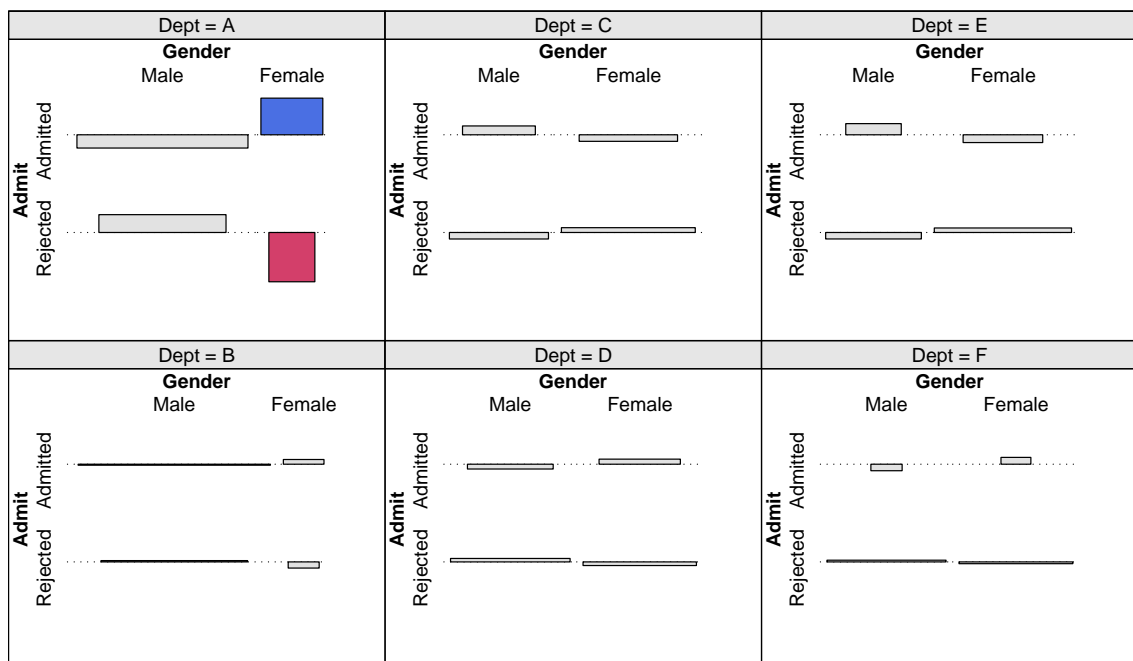 Dept = A
Gender
Male Female
Admit
Admitted
Rejected
Dept = C
Gender
Male Female
Admit
Admitted
Rejected
Dept = E
Gender
Male Female
Admit
Admitted
Rejected
Dept = B
Gender
Male Female
Admit
Admitted
Rejected
Dept = D
Gender
Male Female
Admit
Admitted
Rejected
Dept = F
Gender
Male Female
Admit
Admitted
Rejected